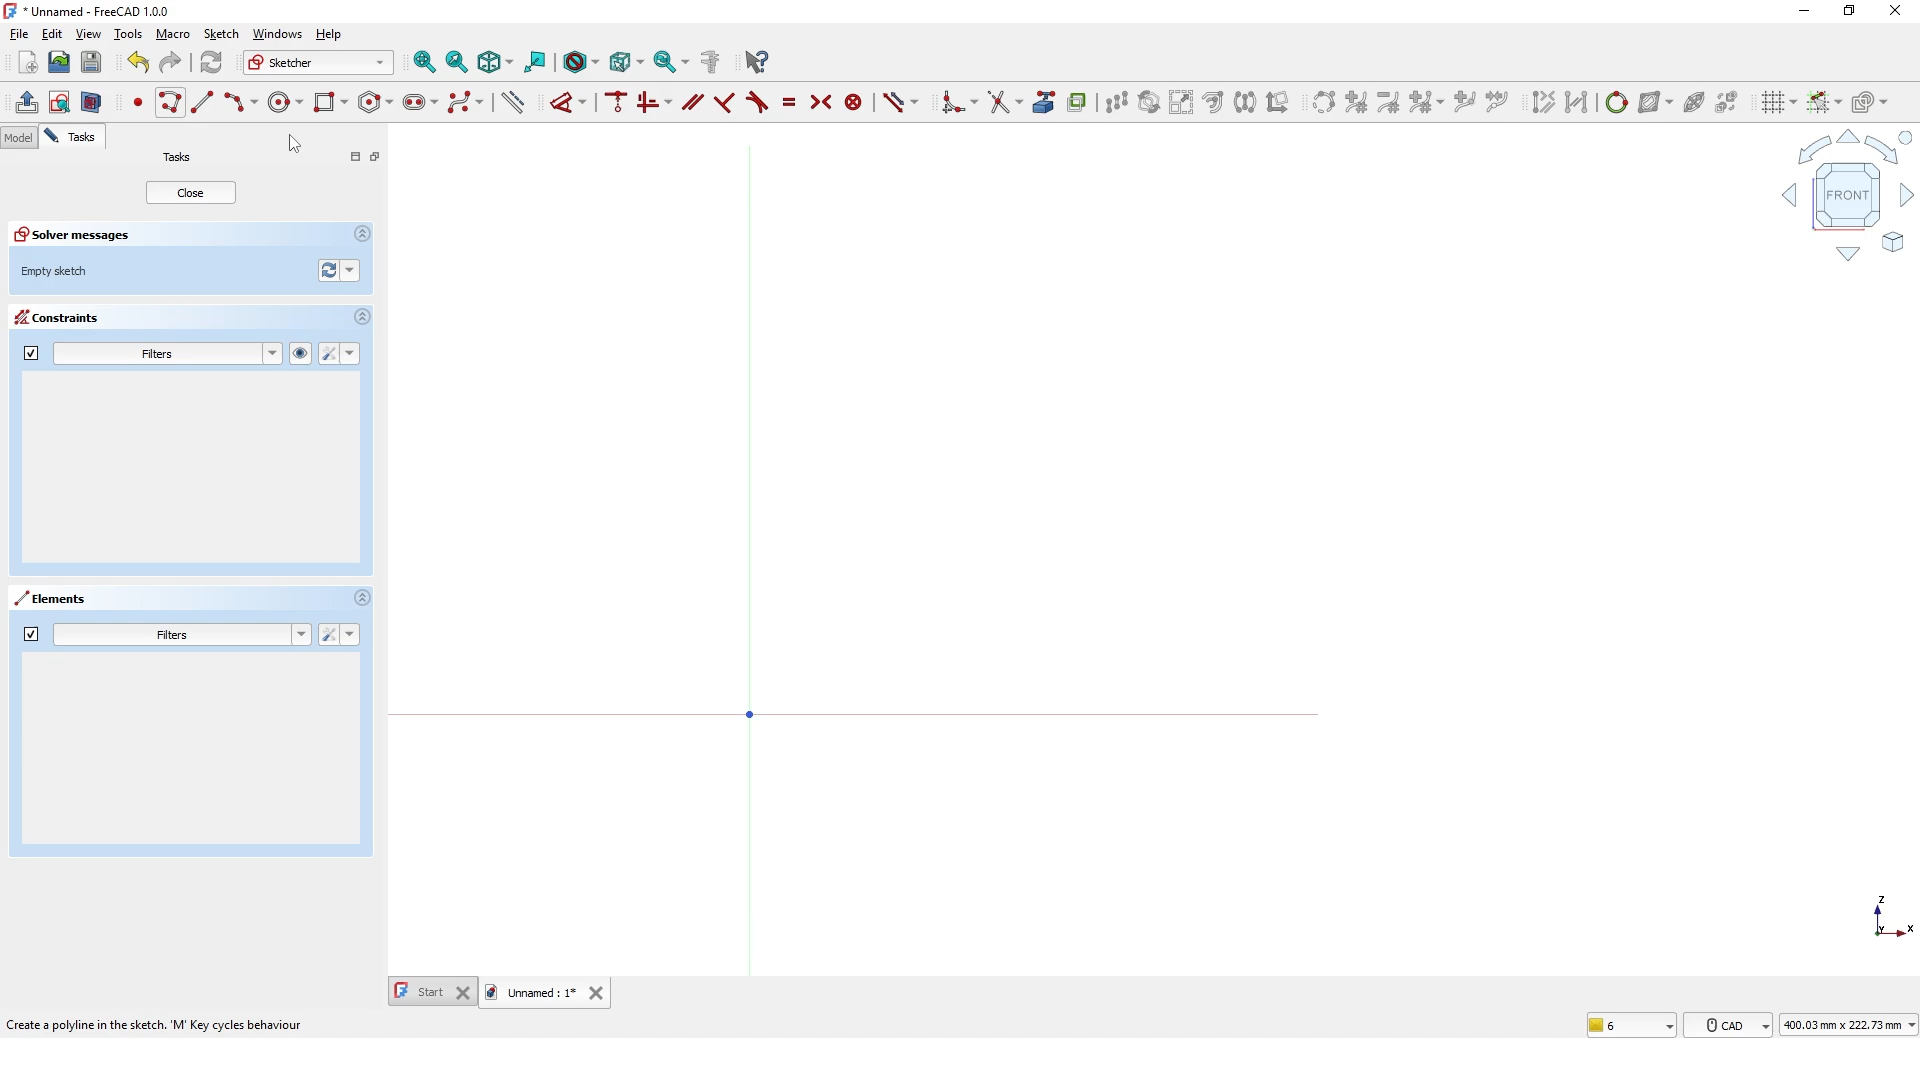 * Unnamed - FreeCAD 1.0.0
File Edit View Tools Macro Sketch Windows Help
Sketcher
Model Tasks
Tasks
Close
Solver messages
Empty sketch
Constraints
Filters
Elements
Filters
FRONT
Z
Y X
Start Unnamed : 1*
Create a polyline in the sketch. 'M' Key cycles behaviour
6 CAD 400.03 mm x 222.73 mm